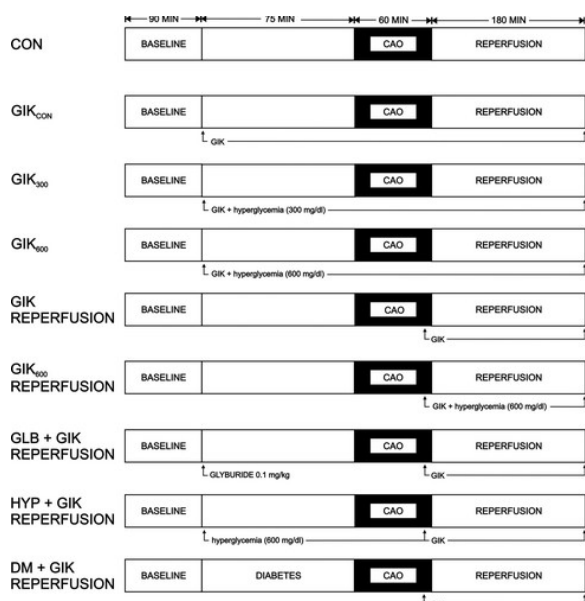 90 MIN 75 MIN 60 MIN 180 MIN
CON BASELINE CAO REPERFUSION
GIK_CON BASELINE CAO REPERFUSION
GIK
GIK_300 BASELINE CAO REPERFUSION
GIK + hyperglycemia (300 mg/dl)
GIK_600 BASELINE CAO REPERFUSION
GIK + hyperglycemia (600 mg/dl)
GIK
REPERFUSION BASELINE CAO REPERFUSION
GIK
GIK_600
REPERFUSION BASELINE CAO REPERFUSION
GIK + hyperglycemia (600 mg/dl)
GLB + GIK
REPERFUSION BASELINE CAO REPERFUSION
GLYBURIDE 0.1 mg/kg GIK
HYP + GIK
REPERFUSION BASELINE CAO REPERFUSION
hyperglycemia (600 mg/dl) GIK
DM + GIK
REPERFUSION BASELINE DIABETES CAO REPERFUSION